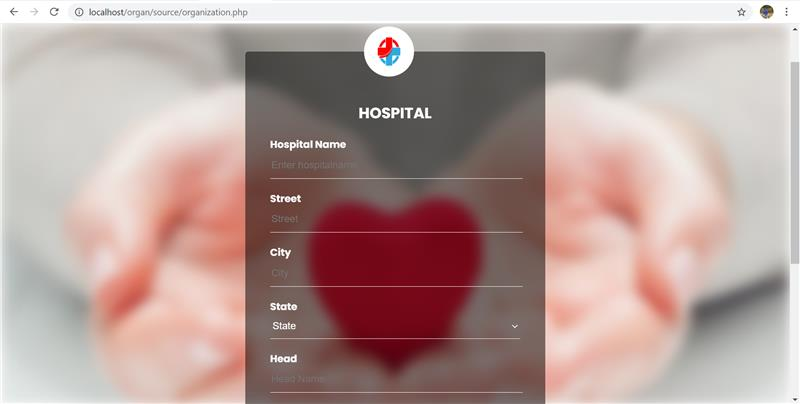 localhost/organ/source/organization.php
HOSPITAL
Hospital Name
Enter hospitalname
Street
Street
City
City
State
State
Head
Head Name